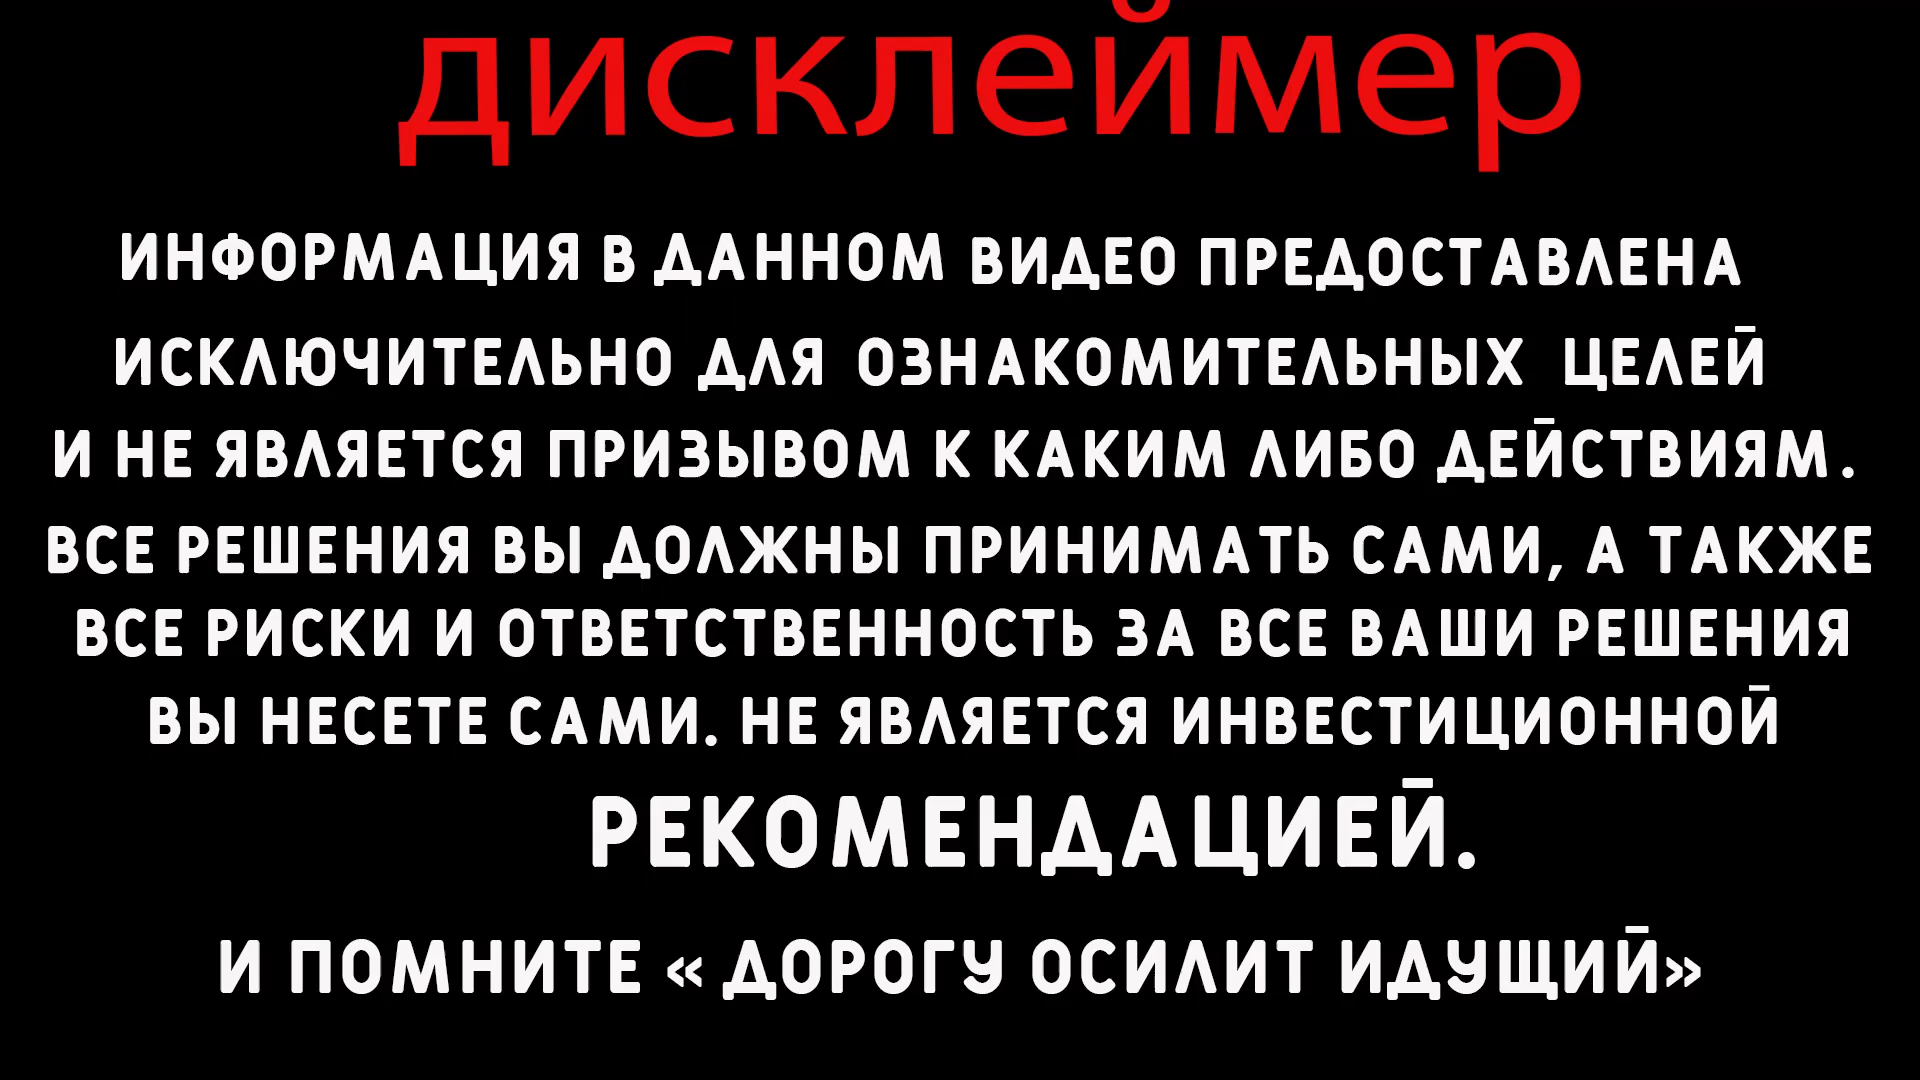 дисклеймер
ИНФОРМАЦИЯ В ДАННОМ ВИДЕО ПРЕДОСТАВЛЕНА
ИСКЛЮЧИТЕЛЬНО ДЛЯ ОЗНАКОМИТЕЛЬНЫХ ЦЕЛЕЙ
И НЕ ЯВЛЯЕТСЯ ПРИЗЫВОМ К КАКИМ ЛИБО ДЕЙСТВИЯМ.
ВСЕ РЕШЕНИЯ ВЫ ДОЛЖНЫ ПРИНИМАТЬ САМИ, А ТАКЖЕ
ВСЕ РИСКИ И ОТВЕТСТВЕННОСТЬ ЗА ВСЕ ВАШИ РЕШЕНИЯ
ВЫ НЕСЕТЕ САМИ. НЕ ЯВЛЯЕТСЯ ИНВЕСТИЦИОННОЙ
РЕКОМЕНДАЦИЕЙ.
И ПОМНИТЕ « ДОРОГУ ОСИЛИТ ИДУЩИЙ»